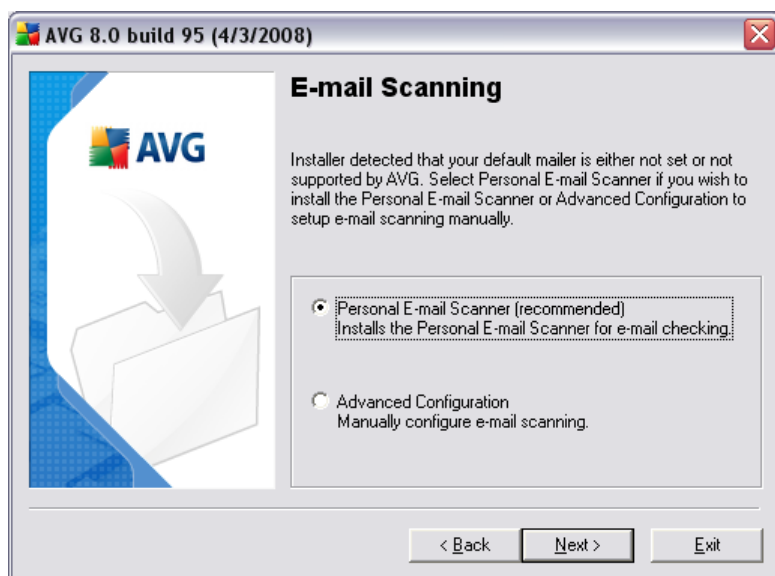 AVG 8.0 build 95 (4/3/2008)
AVG
E-mail Scanning
Installer detected that your default mailer is either not set or not
supported by AVG. Select Personal E-mail Scanner if you wish to
install the Personal E-mail Scanner or Advanced Configuration to
setup e-mail scanning manually.
Personal E-mail Scanner (recommended)
Installs the Personal E-mail Scanner for e-mail checking.
Advanced Configuration
Manually configure e-mail scanning.
< Back
Next >
Exit